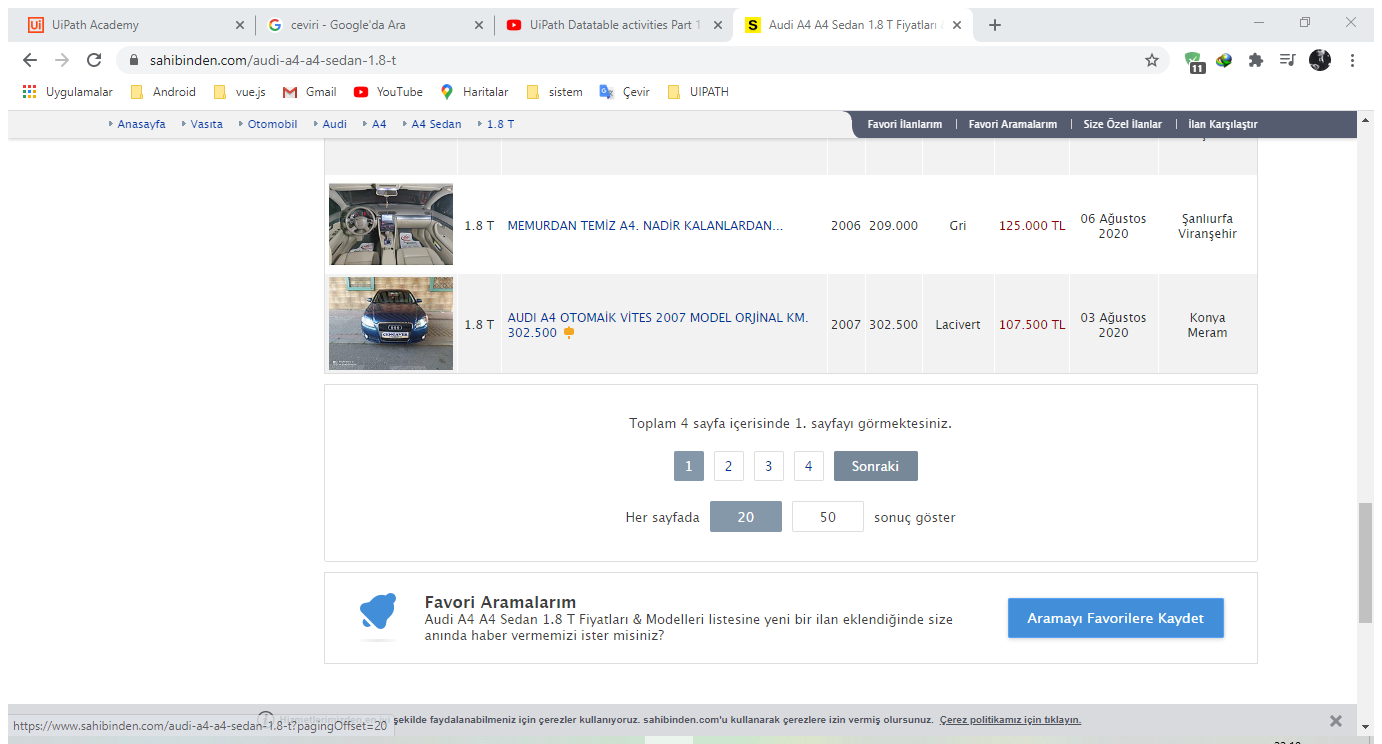 UiPath Academy
ceviri - Google'da Ara
UiPath Datatable activities Part 1
Audi A4 A4 Sedan 1.8 T Fiyatları
sahibinden.com/audi-a4-a4-sedan-1.8-t
11
Uygulamalar
Android
vue.js
Gmail
YouTube
Haritalar
sistem
Çevir
UIPATH
Anasayfa
Vasıta
Otomobil
Audi
A4
A4 Sedan
1.8 T
Favori İlanlarım
Favori Aramalarım
Size Özel İlanlar
İlan Karşılaştır
1.8 T
MEMURDAN TEMİZ A4. NADİR KALANLARDAN...
2006
209.000
Gri
125.000 TL
06 Ağustos
2020
Şanlıurfa
Viranşehir
1.8 T
AUDI A4 OTOMAİK VİTES 2007 MODEL ORJİNAL KM.
302.500
2007
302.500
Lacivert
107.500 TL
03 Ağustos
2020
Konya
Meram
Toplam 4 sayfa içerisinde 1. sayfayı görmektesiniz.
1
2
3
4
Sonraki
Her sayfada
20
50
sonuç göster
Favori Aramalarım
Audi A4 A4 Sedan 1.8 T Fiyatları & Modelleri listesine yeni bir ilan eklendiğinde size
anında haber vermemizi ister misiniz?
Aramayı Favorilere Kaydet
şekilde faydalanabilmeniz için çerezler kullanıyoruz. sahibinden.com'u kullanarak çerezlere izin vermiş olursunuz. Çerez politikamız için tıklayın.
https://www.sahibinden.com/audi-a4-a4-sedan-1.8-t?pagingOffset=20